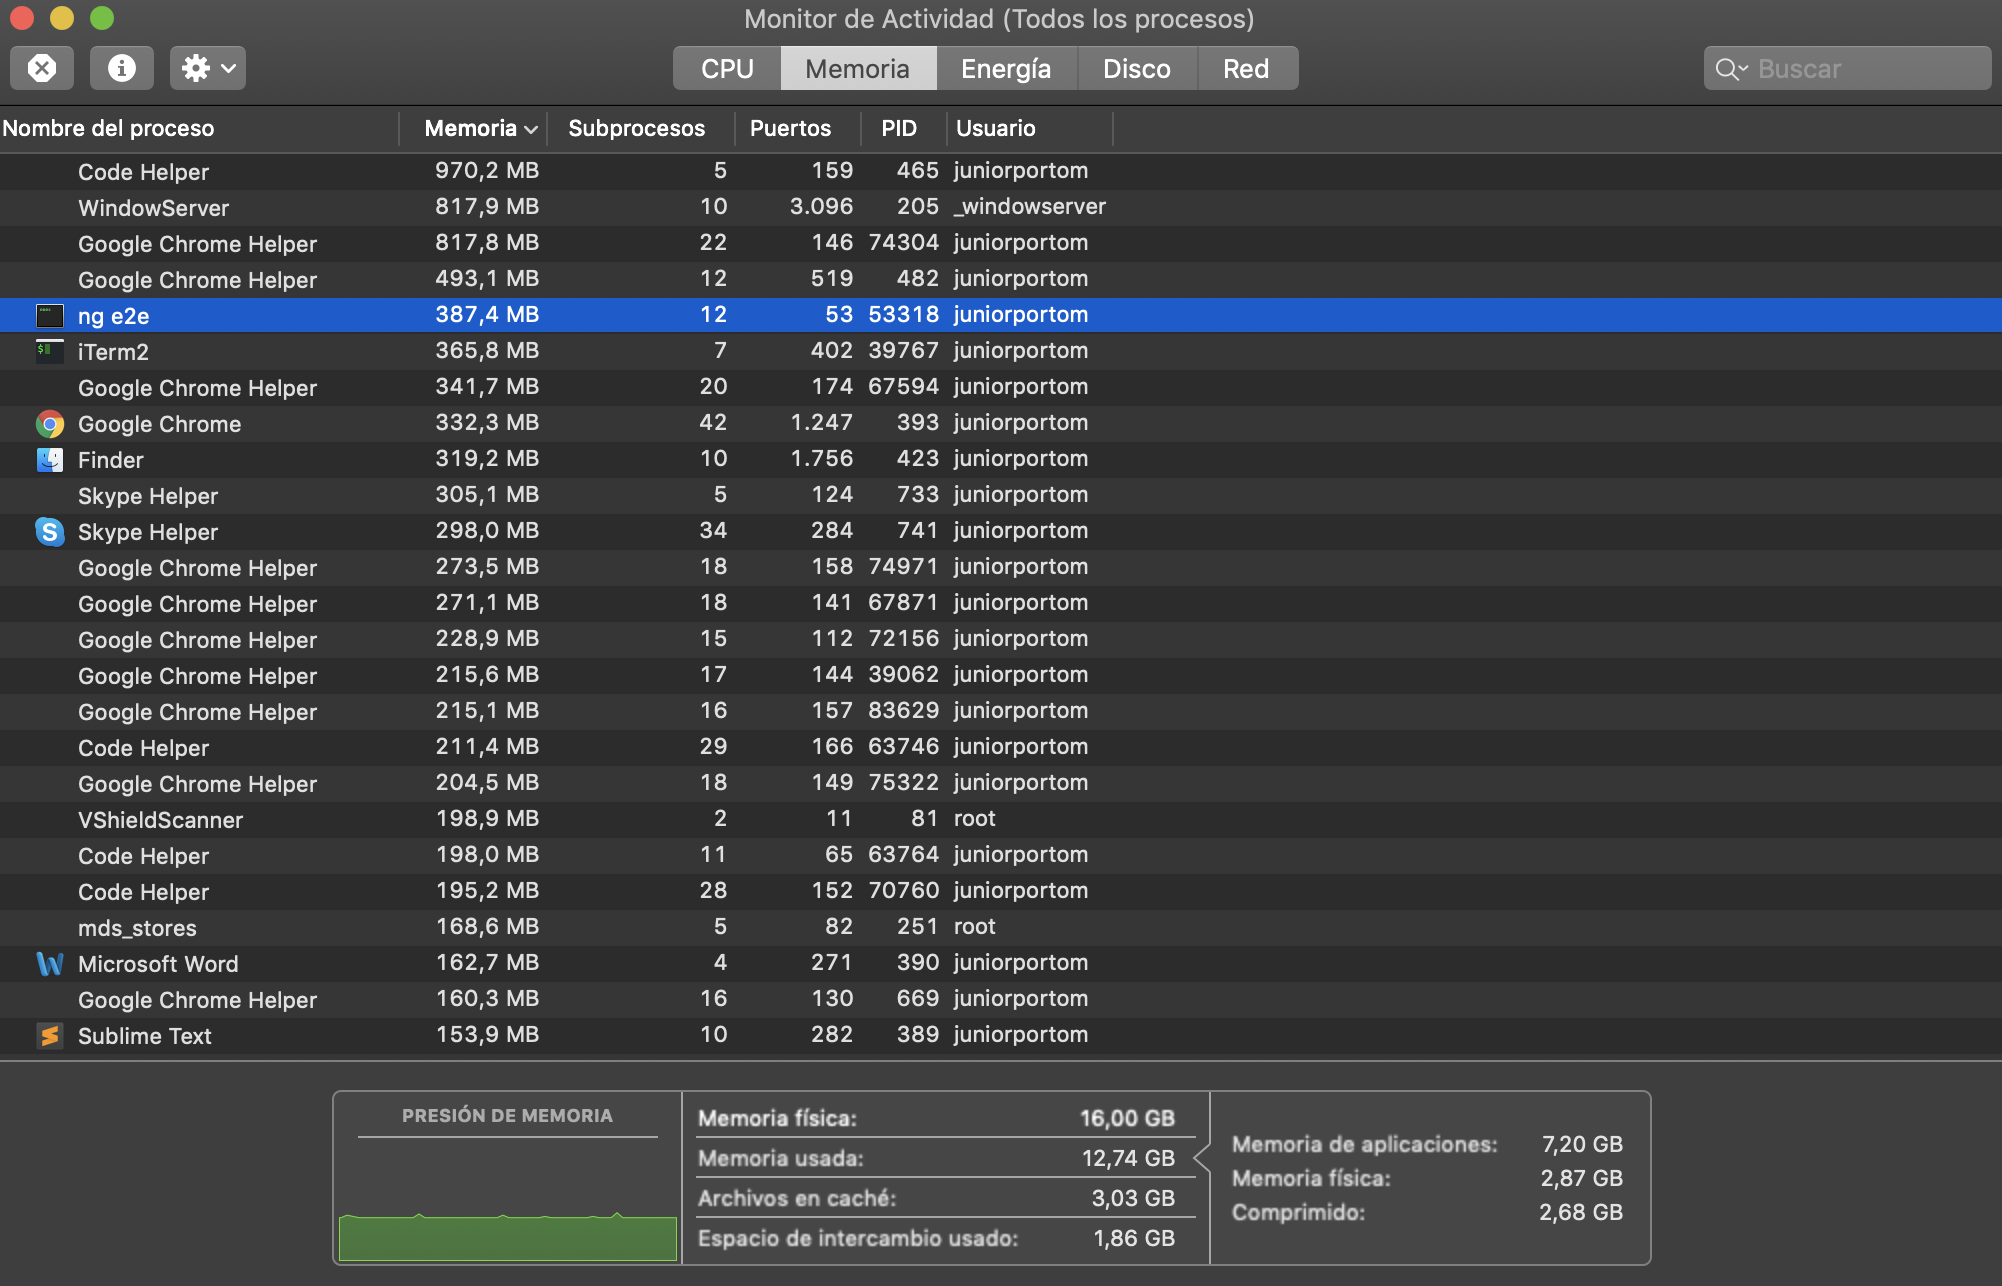 Monitor de Actividad (Todos los procesos)
CPU Memoria Energía Disco Red Buscar
Nombre del proceso Memoria Subprocesos Puertos PID Usuario
Code Helper 970,2 MB 5 159 465 juniorportom
WindowServer 817,9 MB 10 3.096 205 _windowserver
Google Chrome Helper 817,8 MB 22 146 74304 juniorportom
Google Chrome Helper 493,1 MB 12 519 482 juniorportom
ng e2e 387,4 MB 12 53 53318 juniorportom
iTerm2 365,8 MB 7 402 39767 juniorportom
Google Chrome Helper 341,7 MB 20 174 67594 juniorportom
Google Chrome 332,3 MB 42 1.247 393 juniorportom
Finder 319,2 MB 10 1.756 423 juniorportom
Skype Helper 305,1 MB 5 124 733 juniorportom
Skype Helper 298,0 MB 34 284 741 juniorportom
Google Chrome Helper 273,5 MB 18 158 74971 juniorportom
Google Chrome Helper 271,1 MB 18 141 67871 juniorportom
Google Chrome Helper 228,9 MB 15 112 72156 juniorportom
Google Chrome Helper 215,6 MB 17 144 39062 juniorportom
Google Chrome Helper 215,1 MB 16 157 83629 juniorportom
Code Helper 211,4 MB 29 166 63746 juniorportom
Google Chrome Helper 204,5 MB 18 149 75322 juniorportom
VShieldScanner 198,9 MB 2 11 81 root
Code Helper 198,0 MB 11 65 63764 juniorportom
Code Helper 195,2 MB 28 152 70760 juniorportom
mds_stores 168,6 MB 5 82 251 root
Microsoft Word 162,7 MB 4 271 390 juniorportom
Google Chrome Helper 160,3 MB 16 130 669 juniorportom
Sublime Text 153,9 MB 10 282 389 juniorportom
PRESIÓN DE MEMORIA
Memoria física: 16,00 GB
Memoria usada: 12,74 GB
Archivos en caché: 3,03 GB
Espacio de intercambio usado: 1,86 GB
Memoria de aplicaciones: 7,20 GB
Memoria física: 2,87 GB
Comprimido: 2,68 GB